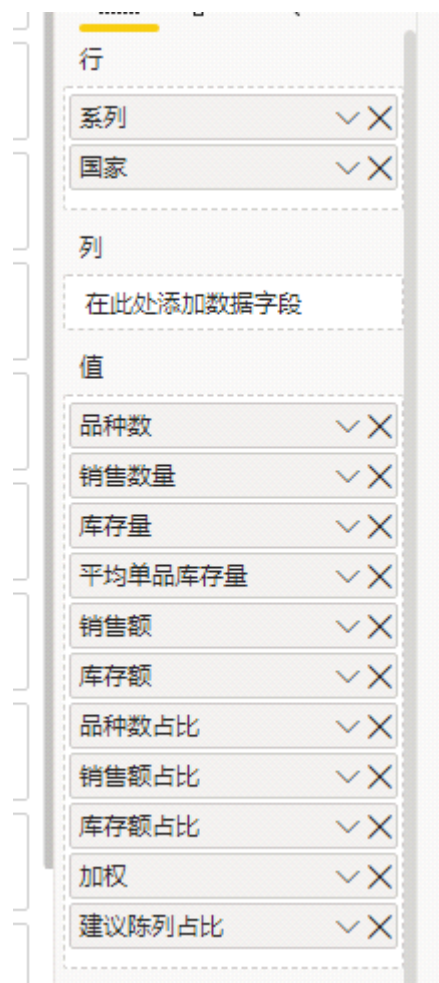 行
系列
国家
列
在此处添加数据字段
值
品种数
销售数量
库存量
平均单品库存量
销售额
库存额
品种数占比
销售额占比
库存额占比
加权
建议陈列占比